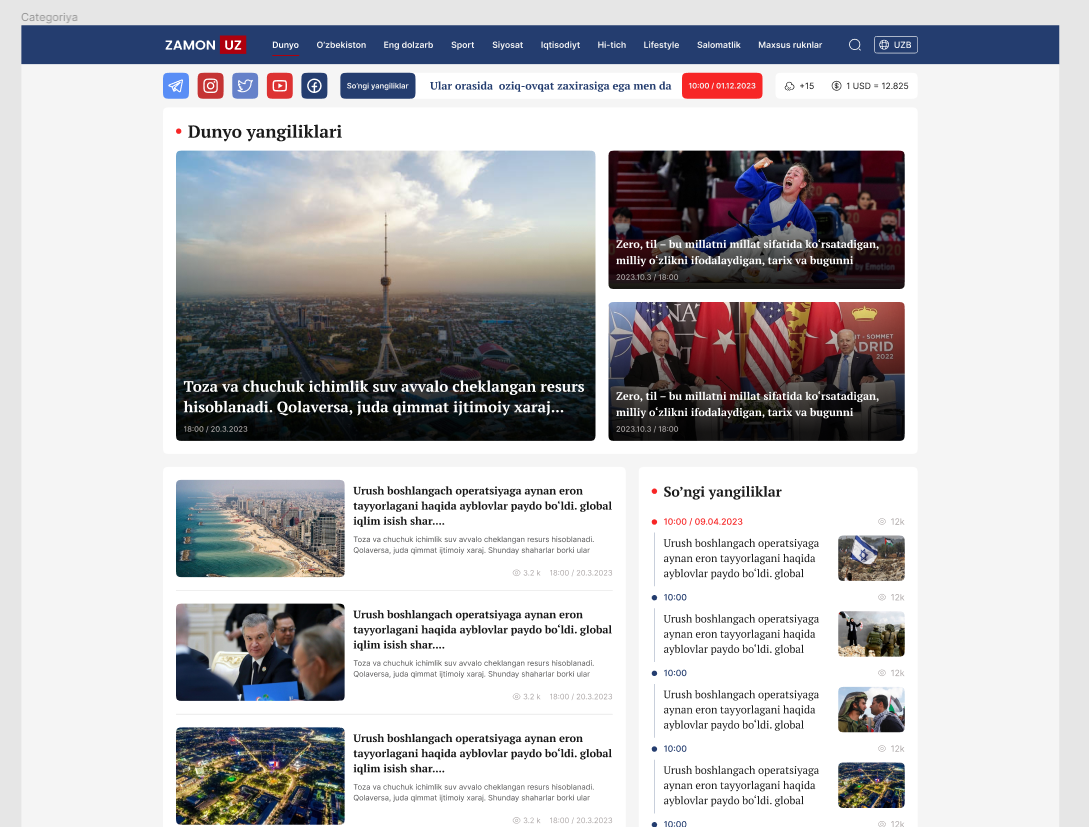 Categoriya
ZAMON UZ
Dunyo O'zbekiston Eng dolzarb Sport Siyosat Iqtisodiyt Hi-tich Lifestyle Salomatlik Maxsus ruknlar UZB
So'ngi yangiliklar
Ular orasida oziq-ovqat zaxirasiga ega men da
10:00 / 01.12.2023
+15 1 USD = 12.825
Dunyo yangiliklari
Toza va chuchuk ichimlik suv avvalo cheklangan resurs
hisoblanadi. Qolaversa, juda qimmat ijtimoiy xaraj...
18:00 / 20.3.2023
Zero, til – bu millatni millat sifatida ko‘rsatadigan,
milliy o‘zlikni ifodalaydigan, tarix va bugunni
2023.10.3 / 18:00
Zero, til – bu millatni millat sifatida ko‘rsatadigan,
milliy o‘zlikni ifodalaydigan, tarix va bugunni
2023.10.3 / 18:00
Urush boshlangach operatsiyaga aynan eron
tayyorlagani haqida ayblovlar paydo bo‘ldi. global
iqlim isish shar....
Toza va chuchuk ichimlik suv avvalo cheklangan resurs hisoblanadi.
Qolaversa, juda qimmat ijtimoiy xaraj. Shunday shaharlar borki ular
3.2 k 18:00 / 20.3.2023
Urush boshlangach operatsiyaga aynan eron
tayyorlagani haqida ayblovlar paydo bo‘ldi. global
iqlim isish shar....
Toza va chuchuk ichimlik suv avvalo cheklangan resurs hisoblanadi.
Qolaversa, juda qimmat ijtimoiy xaraj. Shunday shaharlar borki ular
3.2 k 18:00 / 20.3.2023
Urush boshlangach operatsiyaga aynan eron
tayyorlagani haqida ayblovlar paydo bo‘ldi. global
iqlim isish shar....
Toza va chuchuk ichimlik suv avvalo cheklangan resurs hisoblanadi.
Qolaversa, juda qimmat ijtimoiy xaraj. Shunday shaharlar borki ular
3.2 k 18:00 / 20.3.2023
So’ngi yangiliklar
10:00 / 09.04.2023 12k
Urush boshlangach operatsiyaga
aynan eron tayyorlagani haqida
ayblovlar paydo bo‘ldi. global
10:00 12k
Urush boshlangach operatsiyaga
aynan eron tayyorlagani haqida
ayblovlar paydo bo‘ldi. global
10:00 12k
Urush boshlangach operatsiyaga
aynan eron tayyorlagani haqida
ayblovlar paydo bo‘ldi. global
10:00 12k
Urush boshlangach operatsiyaga
aynan eron tayyorlagani haqida
ayblovlar paydo bo‘ldi. global
10:00 12k